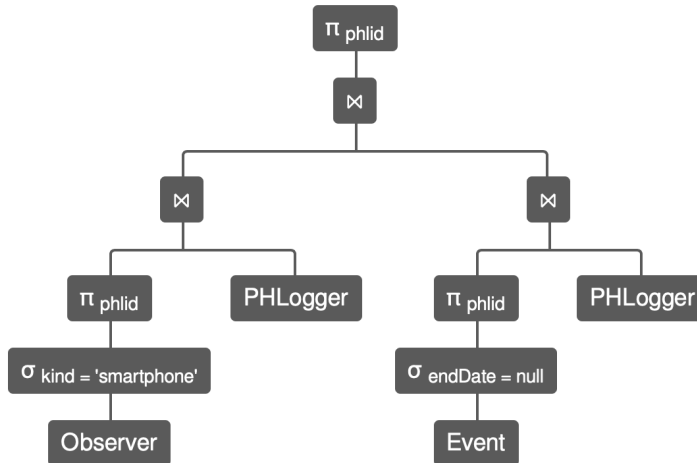 π phlid
⋈
⋈ ⋈
π phlid PHLogger π phlid PHLogger
σ kind = 'smartphone' σ endDate = null
Observer Event